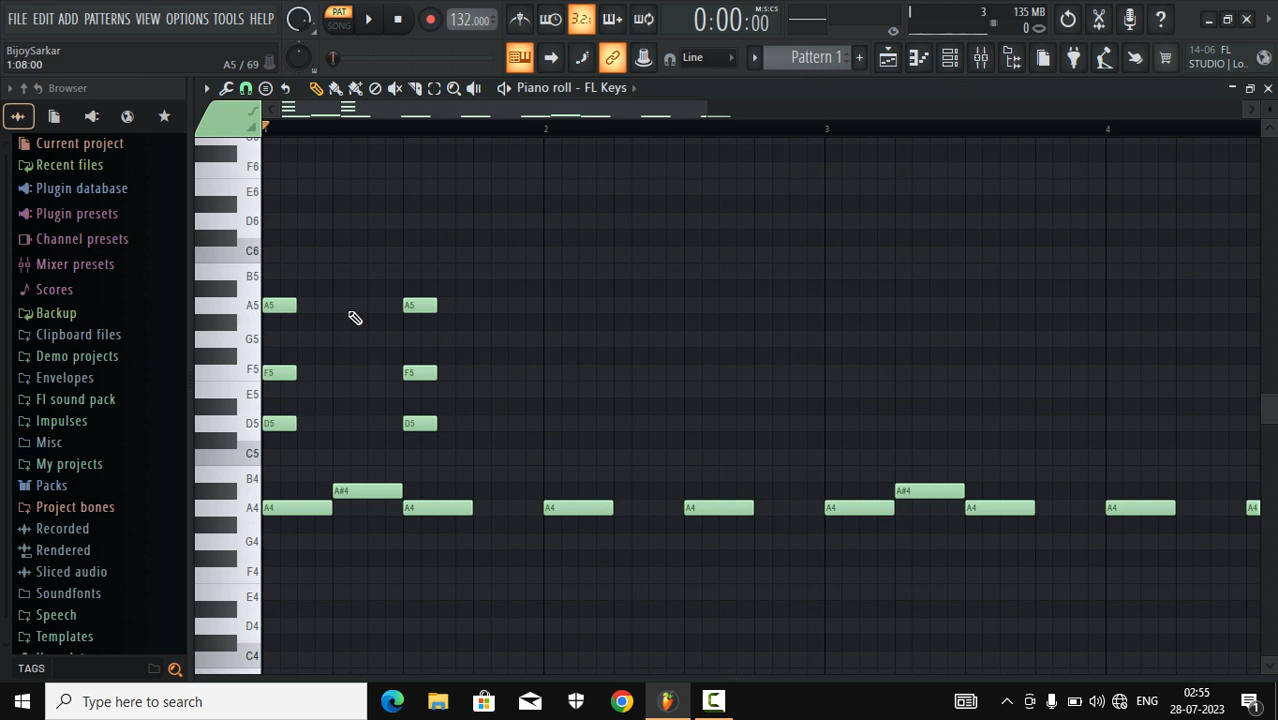 FILE EDIT ADD PATTERNS VIEW OPTIONS TOOLS HELP
PAT
SONG
132.000
3.2
0:00:00
M:S:CS
3
135 MB
0
BijoySarkar
1:08:00
A5 / 69
Line
Pattern 1
14-06 FL
STUDIO | Lo..
Browser
Piano roll - FL Keys
1
2
3
4
Current project
Recent files
Plugin database
Plugin presets
Channel presets
Mixer presets
Scores
Backup
Clipboard files
Demo projects
Envelopes
Fl sound pack
Impulses
Misc
My projects
Packs
Project bones
Recorded
Rendered
Sliced audio
Soundfonts
Speech
Templates
TAGS
F6
E6
D6
C6
B5
A5
G5
F5
E5
D5
C5
B4
A4
G4
F4
E4
D4
C4
A5
A5
F5
F5
D5
D5
A#4
A#4
A4
A4
A4
A4
A4
A4
A4
A4
Type here to search
ENG
02:55
28-07-2023
1